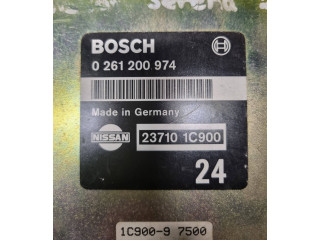 BOSCH
0 261 200 974
Made in Germany
NISSAN 23710 1C900
24
1C900-9 7500